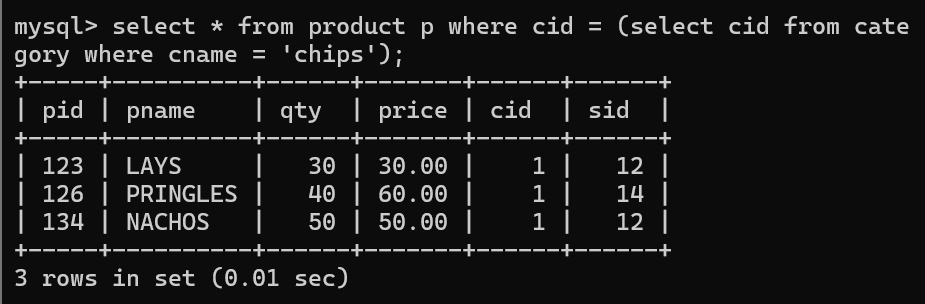 mysql> select * from product p where cid = (select cid from cate
gory where cname = 'chips');
+-----+----------+------+-------+------+------+
| pid | pname    | qty  | price | cid  | sid  |
+-----+----------+------+-------+------+------+
| 123 | LAYS     |   30 | 30.00 |    1 |   12 |
| 126 | PRINGLES |   40 | 60.00 |    1 |   14 |
| 134 | NACHOS   |   50 | 50.00 |    1 |   12 |
+-----+----------+------+-------+------+------+
3 rows in set (0.01 sec)